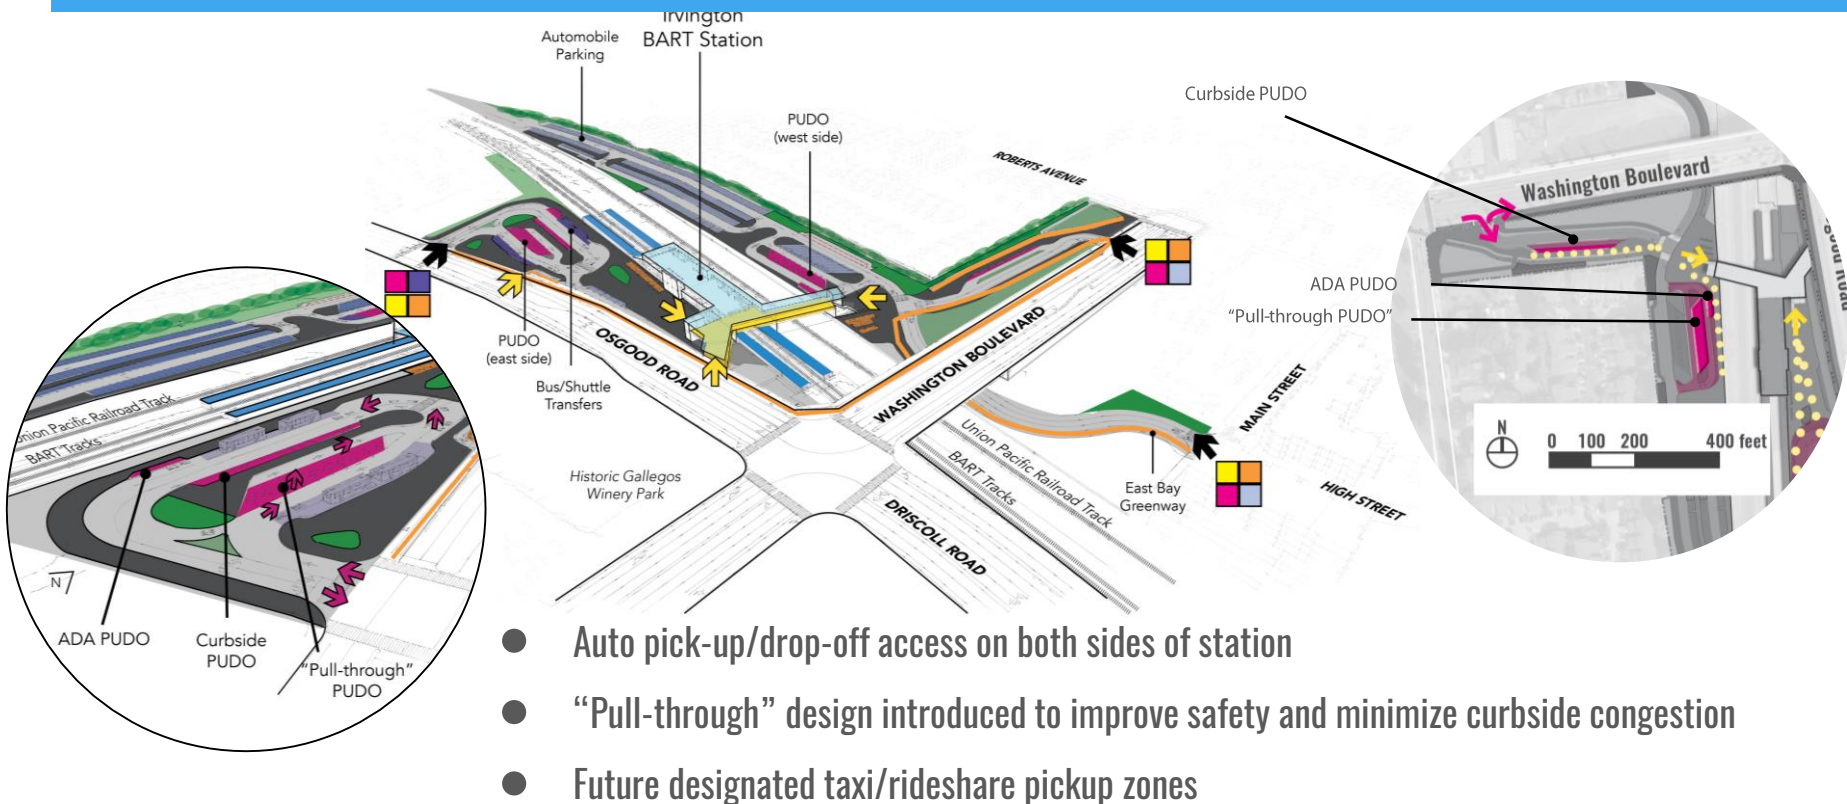 Irvington
BART Station
Automobile
Parking
PUDO
(west side)
ROBERTS AVENUE
Curbside PUDO
Washington Boulevard
ADA PUDO
“Pull-through PUDO”
N
0 100 200 400 feet
PUDO
(east side)
Bus/Shuttle
Transfers
OSGOOD ROAD
WASHINGTON BOULEVARD
MAIN STREET
HIGH STREET
Union Pacific Railroad Track
BART Tracks
East Bay
Greenway
DRISCOLL ROAD
Historic Gallegos
Winery Park
Union Pacific Railroad Track
BART Tracks
N
ADA PUDO
Curbside
PUDO
“Pull-through”
PUDO
● Auto pick-up/drop-off access on both sides of station
● “Pull-through” design introduced to improve safety and minimize curbside congestion
● Future designated taxi/rideshare pickup zones